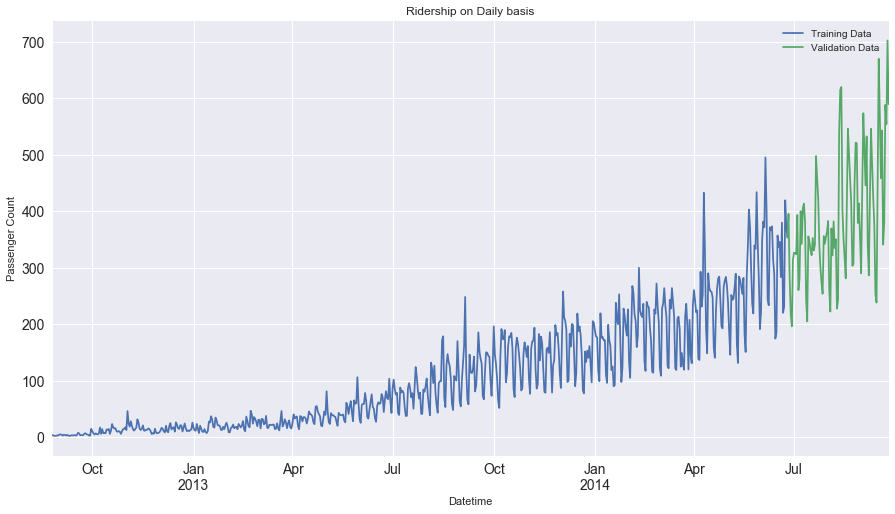 Ridership on Daily basis
Training Data
Validation Data
700
600
500
400
300
200
100
0
Passenger Count
Oct Jan Apr Jul Oct Jan Apr Jul
2013 2014
Datetime